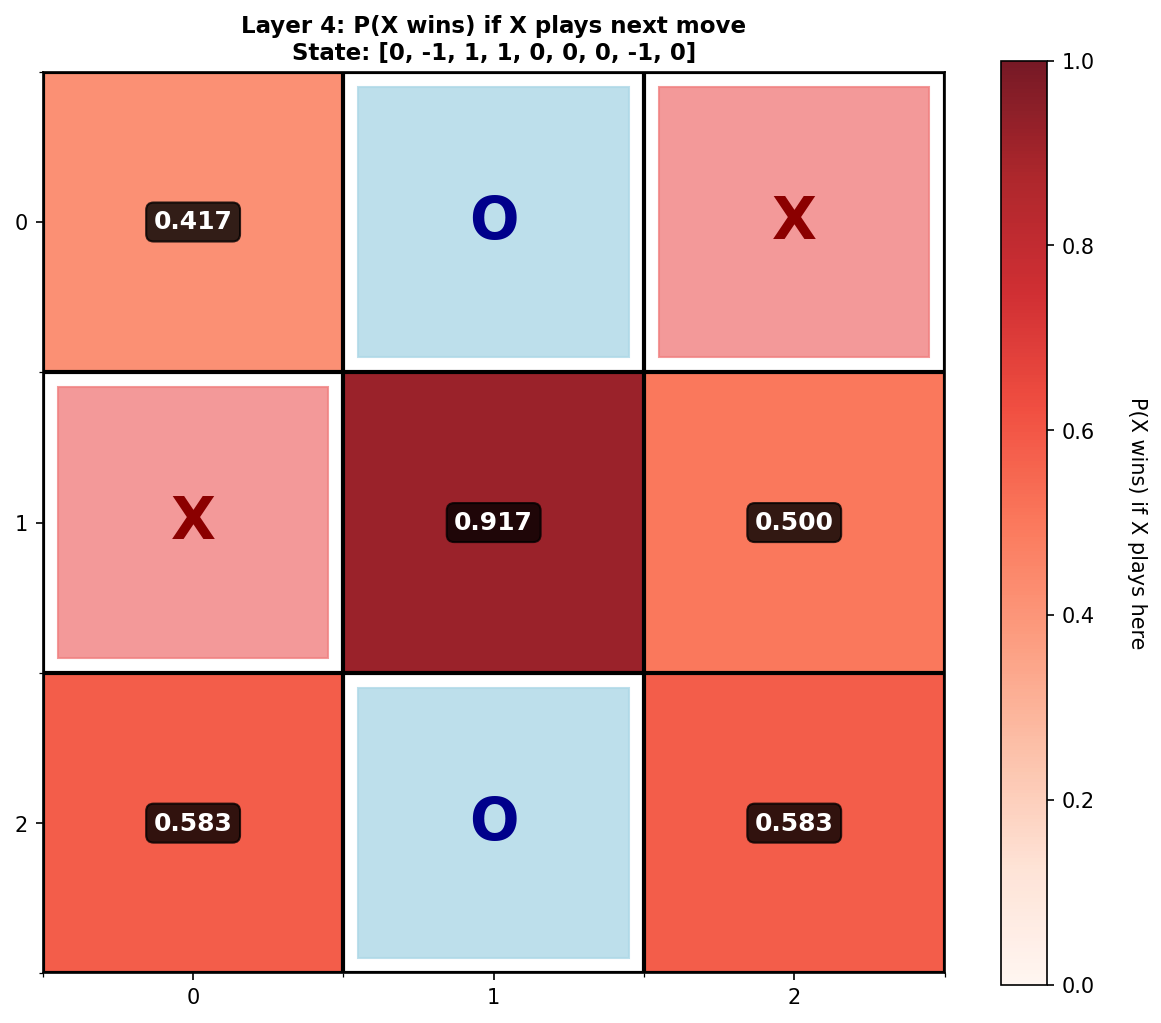 Layer 4: P(X wins) if X plays next move
State: [0, -1, 1, 1, 0, 0, 0, -1, 0]
0
0.417
O
X
1
X
0.917
0.500
2
0.583
O
0.583
0
1
2
1.0
0.8
0.6
0.4
0.2
0.0
P(X wins) if X plays here